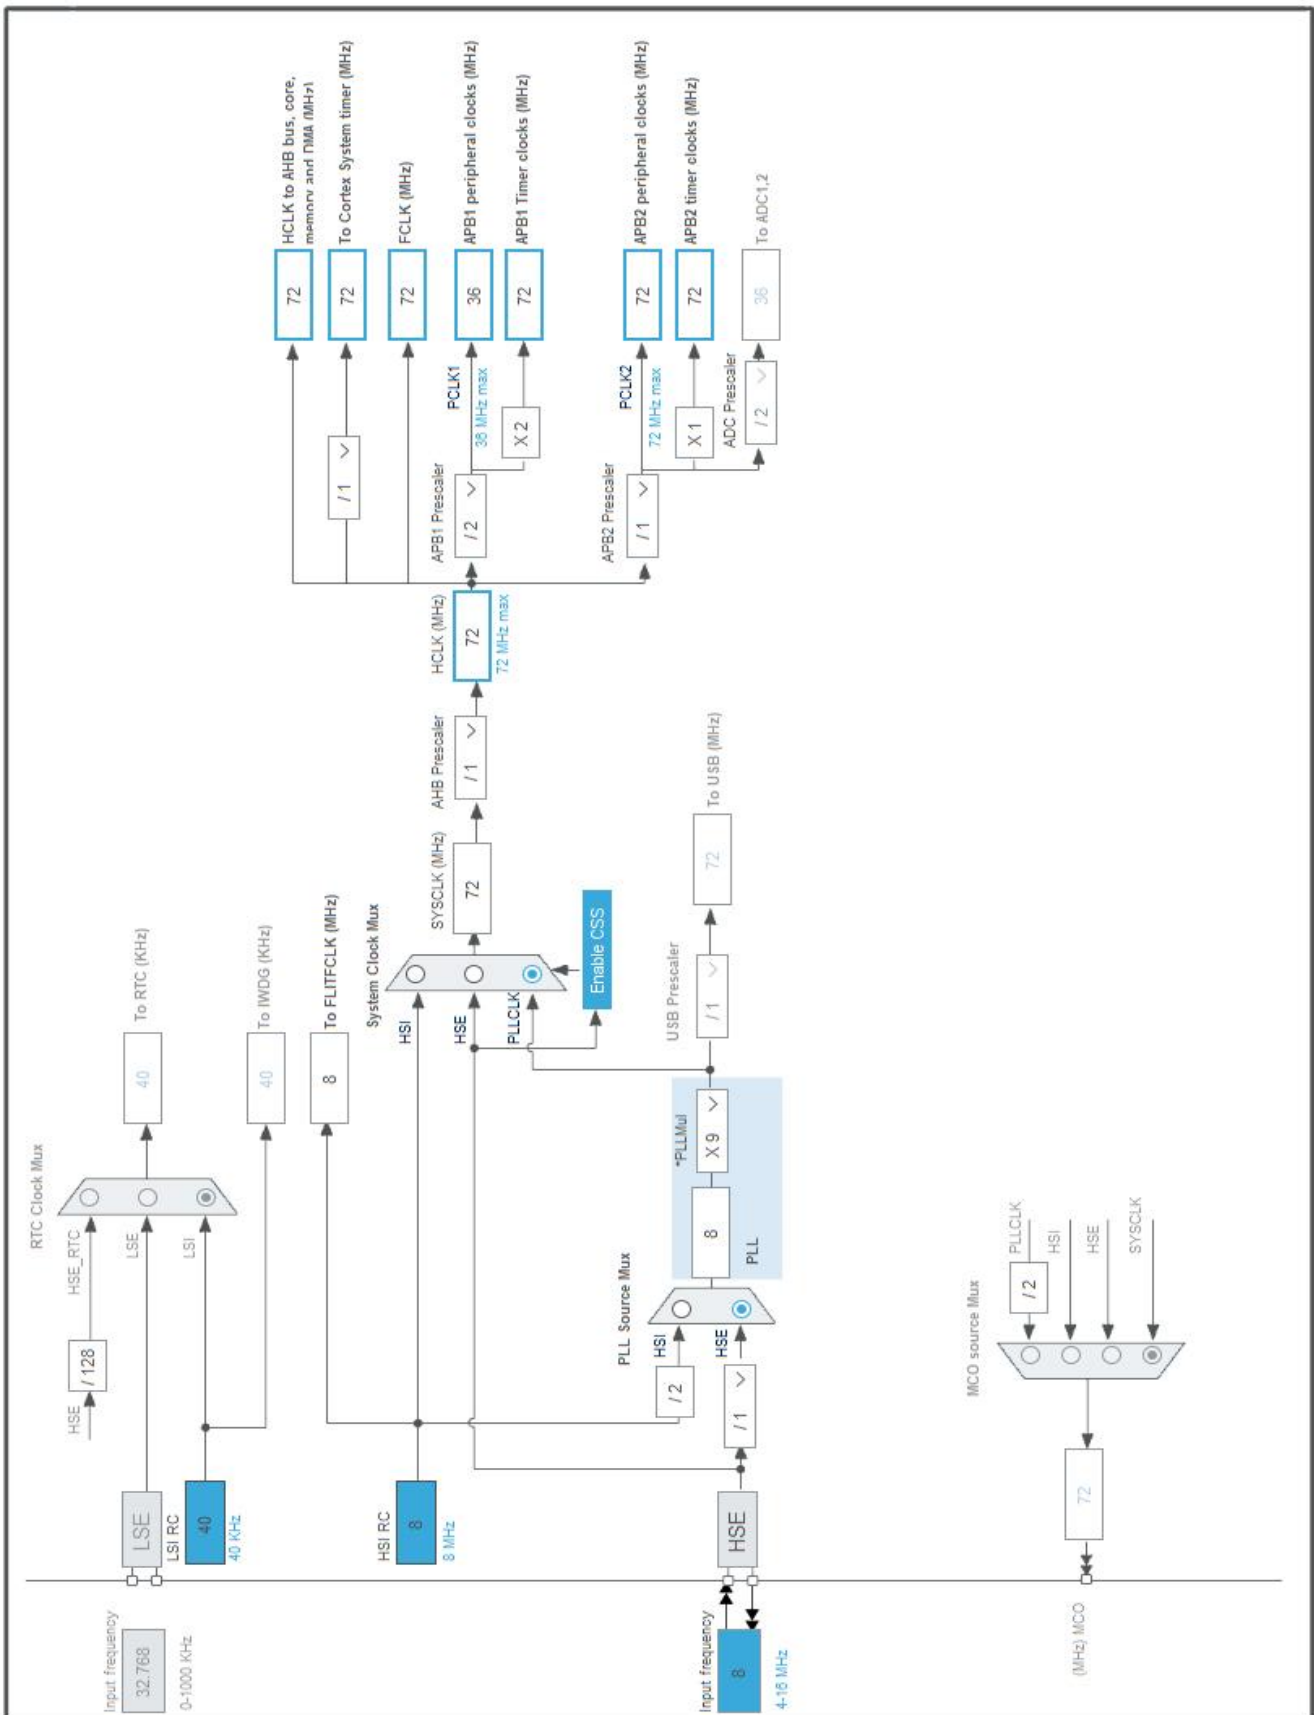 Input frequency
32.768
0-1000 KHz
LSE
LSI RC
40
40 KHz
HSE
/ 128
HSE_RTC
LSE
LSI
RTC Clock Mux
40
To RTC (KHz)
40
To IWDG (KHz)
8
To FLITFCLK (MHz)
HSI RC
8
8 MHz
System Clock Mux
HSI
HSE
PLLCLK
Enable CSS
SYSCLK (MHz)
72
AHB Prescaler
/ 1
HCLK (MHz)
72
72 MHz max
72
HCLK to AHB bus, core,
memory and DMA (MHz)
/ 1
72
To Cortex System timer (MHz)
72
FCLK (MHz)
APB1 Prescaler
/ 2
PCLK1
36 MHz max
36
APB1 peripheral clocks (MHz)
X 2
72
APB1 Timer clocks (MHz)
APB2 Prescaler
/ 1
PCLK2
72 MHz max
72
APB2 peripheral clocks (MHz)
X 1
72
APB2 timer clocks (MHz)
ADC Prescaler
/ 2
36
To ADC1,2
Input frequency
8
4-16 MHz
HSE
PLL Source Mux
/ 2
HSI
/ 1
HSE
8
*PLLMul
X 9
PLL
USB Prescaler
/ 1
72
To USB (MHz)
(MHz) MCO
72
MCO source Mux
/ 2
PLLCLK
HSI
HSE
SYSCLK